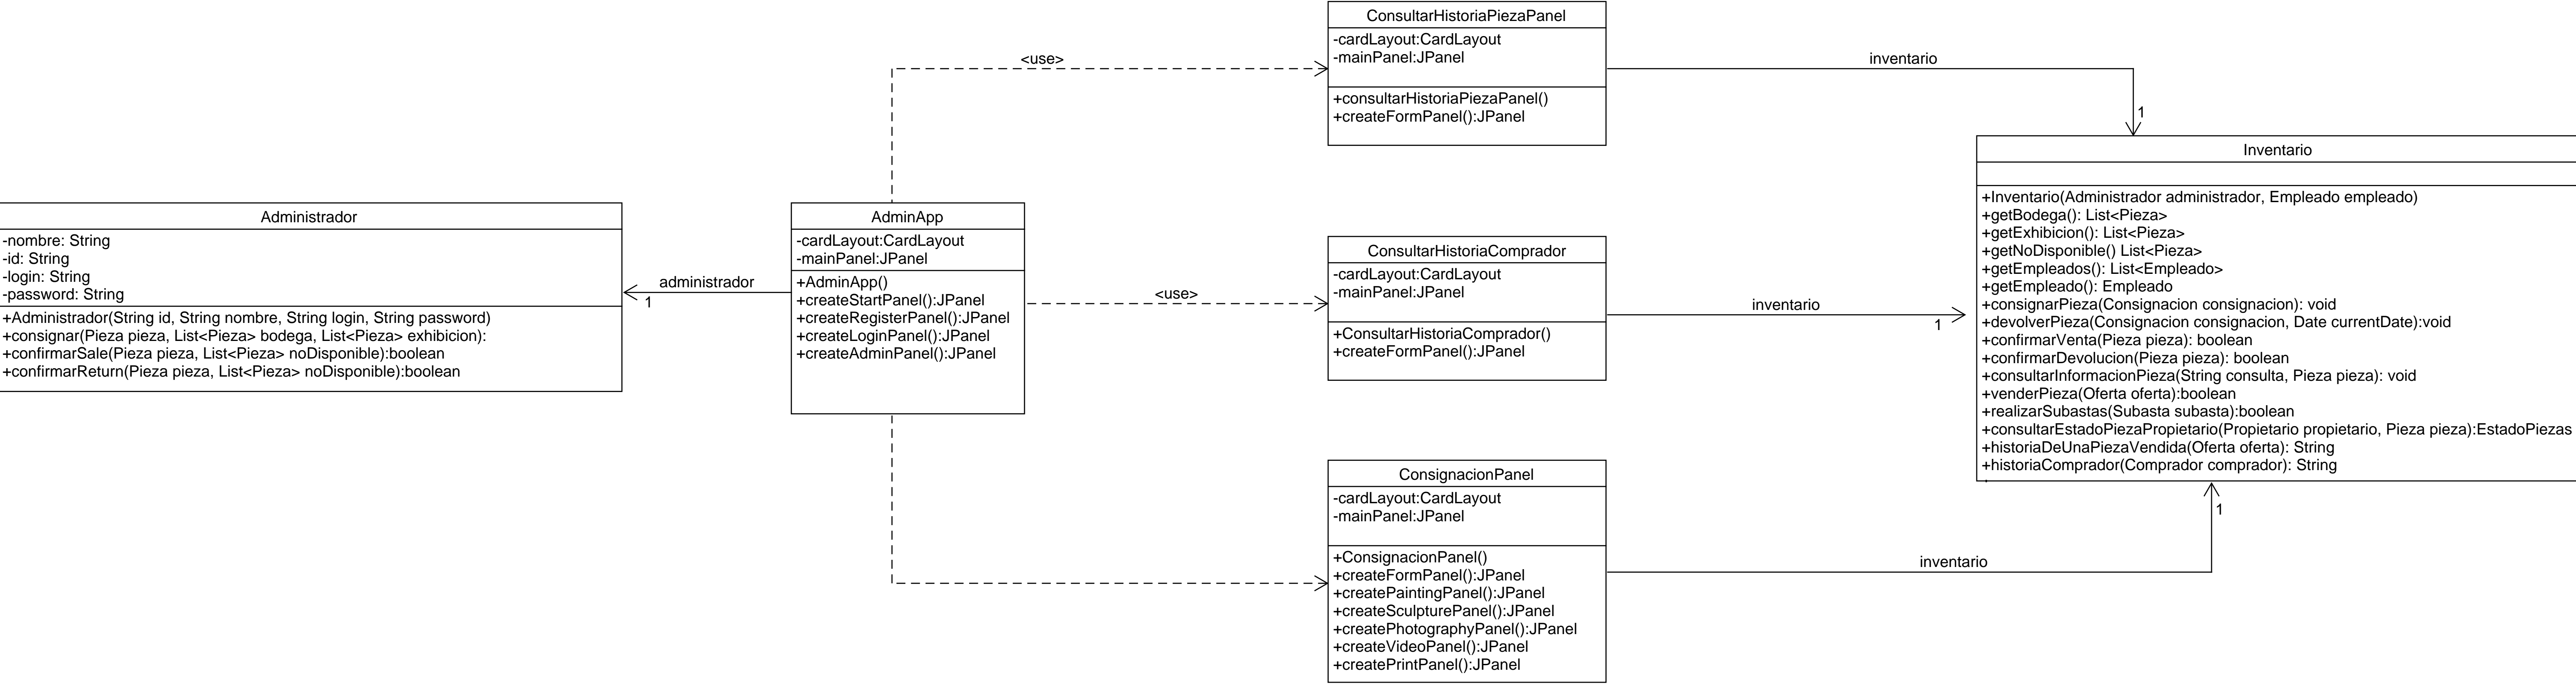 ConsultarHistoriaPiezaPanel
-cardLayout:CardLayout
-mainPanel:JPanel
+consultarHistoriaPiezaPanel()
+createFormPanel():JPanel
<use>
inventario
1
Administrador
-nombre: String
-id: String
-login: String
-password: String
+Administrador(String id, String nombre, String login, String password)
+consignar(Pieza pieza, List<Pieza> bodega, List<Pieza> exhibicion):
+confirmarSale(Pieza pieza, List<Pieza> noDisponible):boolean
+confirmarReturn(Pieza pieza, List<Pieza> noDisponible):boolean
administrador
1
AdminApp
-cardLayout:CardLayout
-mainPanel:JPanel
+AdminApp()
+createStartPanel():JPanel
+createRegisterPanel():JPanel
+createLoginPanel():JPanel
+createAdminPanel():JPanel
<use>
ConsultarHistoriaComprador
-cardLayout:CardLayout
-mainPanel:JPanel
+ConsultarHistoriaComprador()
+createFormPanel():JPanel
inventario
1
Inventario
+Inventario(Administrador administrador, Empleado empleado)
+getBodega(): List<Pieza>
+getExhibicion(): List<Pieza>
+getNoDisponible() List<Pieza>
+getEmpleados(): List<Empleado>
+getEmpleado(): Empleado
+consignarPieza(Consignacion consignacion): void
+devolverPieza(Consignacion consignacion, Date currentDate):void
+confirmarVenta(Pieza pieza): boolean
+confirmarDevolucion(Pieza pieza): boolean
+consultarInformacionPieza(String consulta, Pieza pieza): void
+venderPieza(Oferta oferta):boolean
+realizarSubastas(Subasta subasta):boolean
+consultarEstadoPiezaPropietario(Propietario propietario, Pieza pieza):EstadoPiezas
+historiaDeUnaPiezaVendida(Oferta oferta): String
+historiaComprador(Comprador comprador): String
ConsignacionPanel
-cardLayout:CardLayout
-mainPanel:JPanel
+ConsignacionPanel()
+createFormPanel():JPanel
+createPaintingPanel():JPanel
+createSculpturePanel():JPanel
+createPhotographyPanel():JPanel
+createVideoPanel():JPanel
+createPrintPanel():JPanel
inventario
1